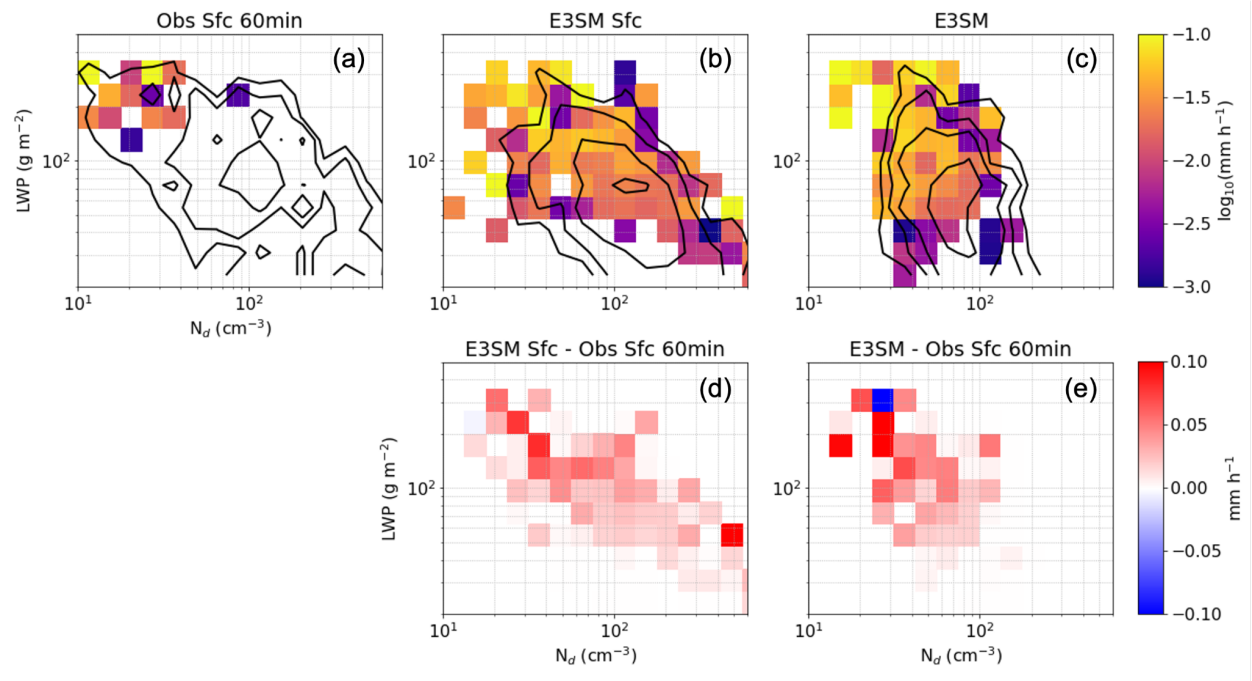 Obs Sfc 60min
E3SM Sfc
E3SM
(a)
(b)
(c)
LWP (g m⁻²)
10²
10²
10²
10¹
10²
10¹
10²
10¹
10²
N_d (cm⁻³)
−1.0
−1.5
−2.0
−2.5
−3.0
log₁₀(mm h⁻¹)
E3SM Sfc - Obs Sfc 60min
E3SM - Obs Sfc 60min
(d)
(e)
LWP (g m⁻²)
10²
10²
10¹
10²
10¹
10²
N_d (cm⁻³)
N_d (cm⁻³)
0.10
0.05
0.00
−0.05
−0.10
mm h⁻¹